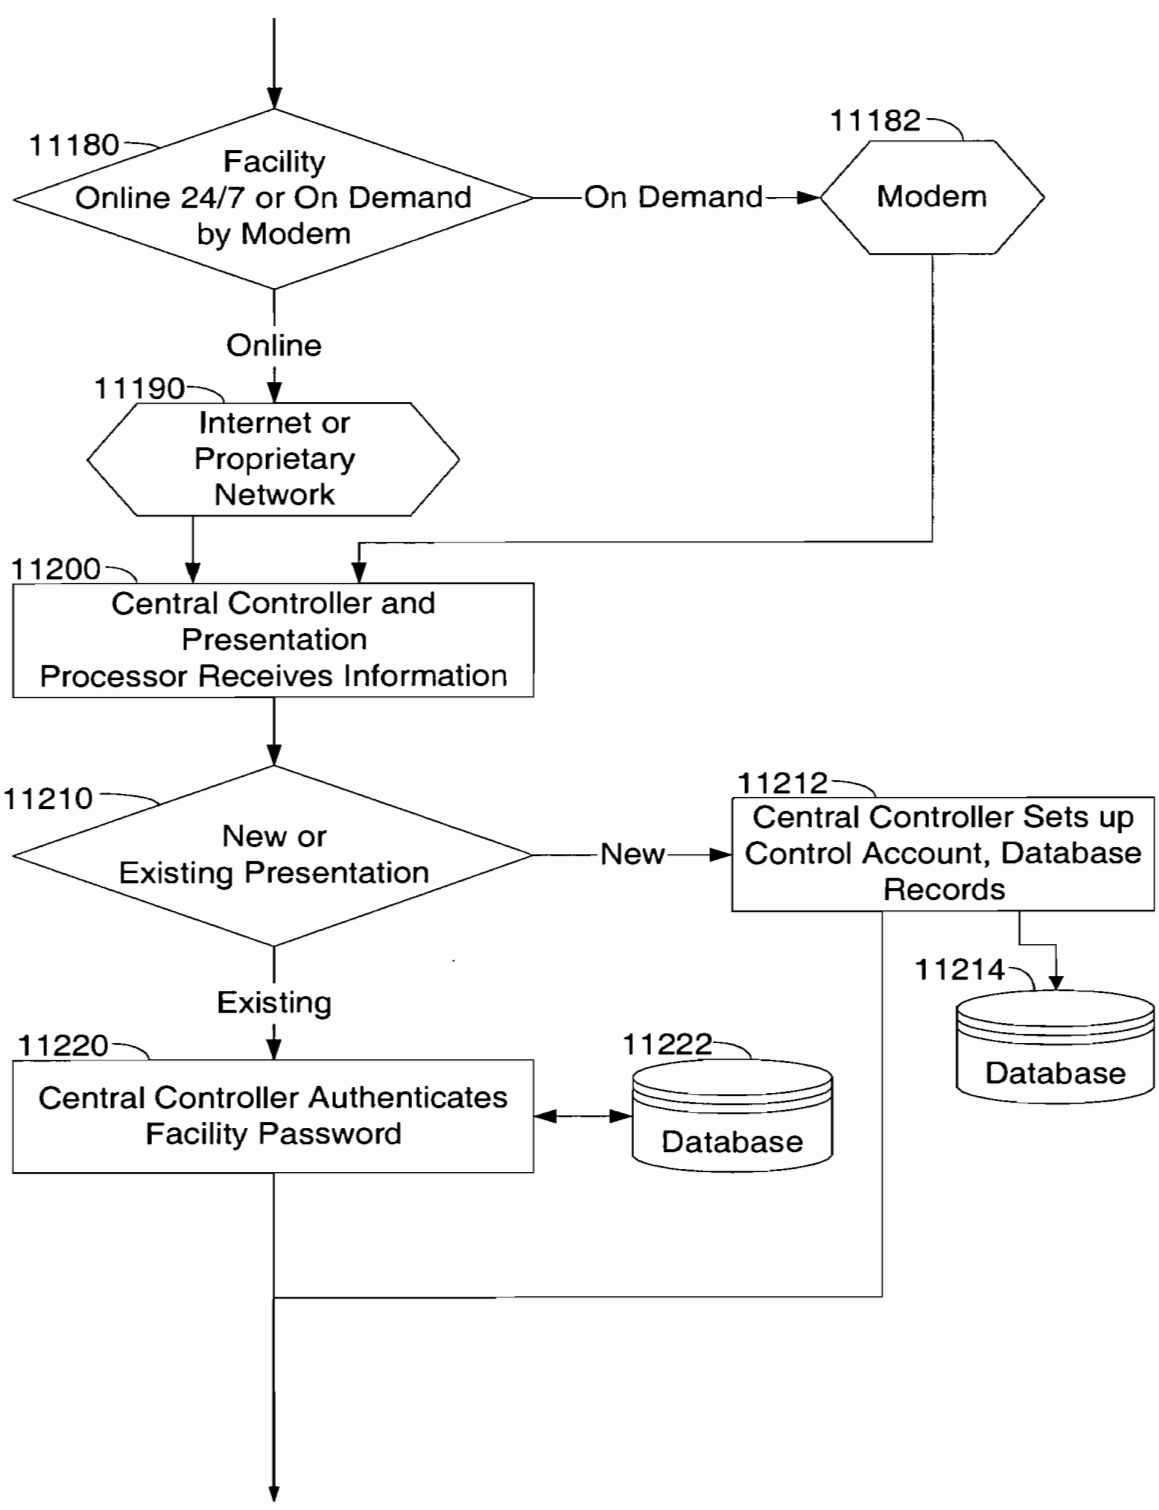 11180
Facility
Online 24/7 or On Demand
by Modem
On Demand
11182
Modem
Online
11190
Internet or
Proprietary
Network
11200
Central Controller and
Presentation
Processor Receives Information
11210
New or
Existing Presentation
New
11212
Central Controller Sets up
Control Account, Database
Records
11214
Database
Existing
11220
Central Controller Authenticates
Facility Password
11222
Database